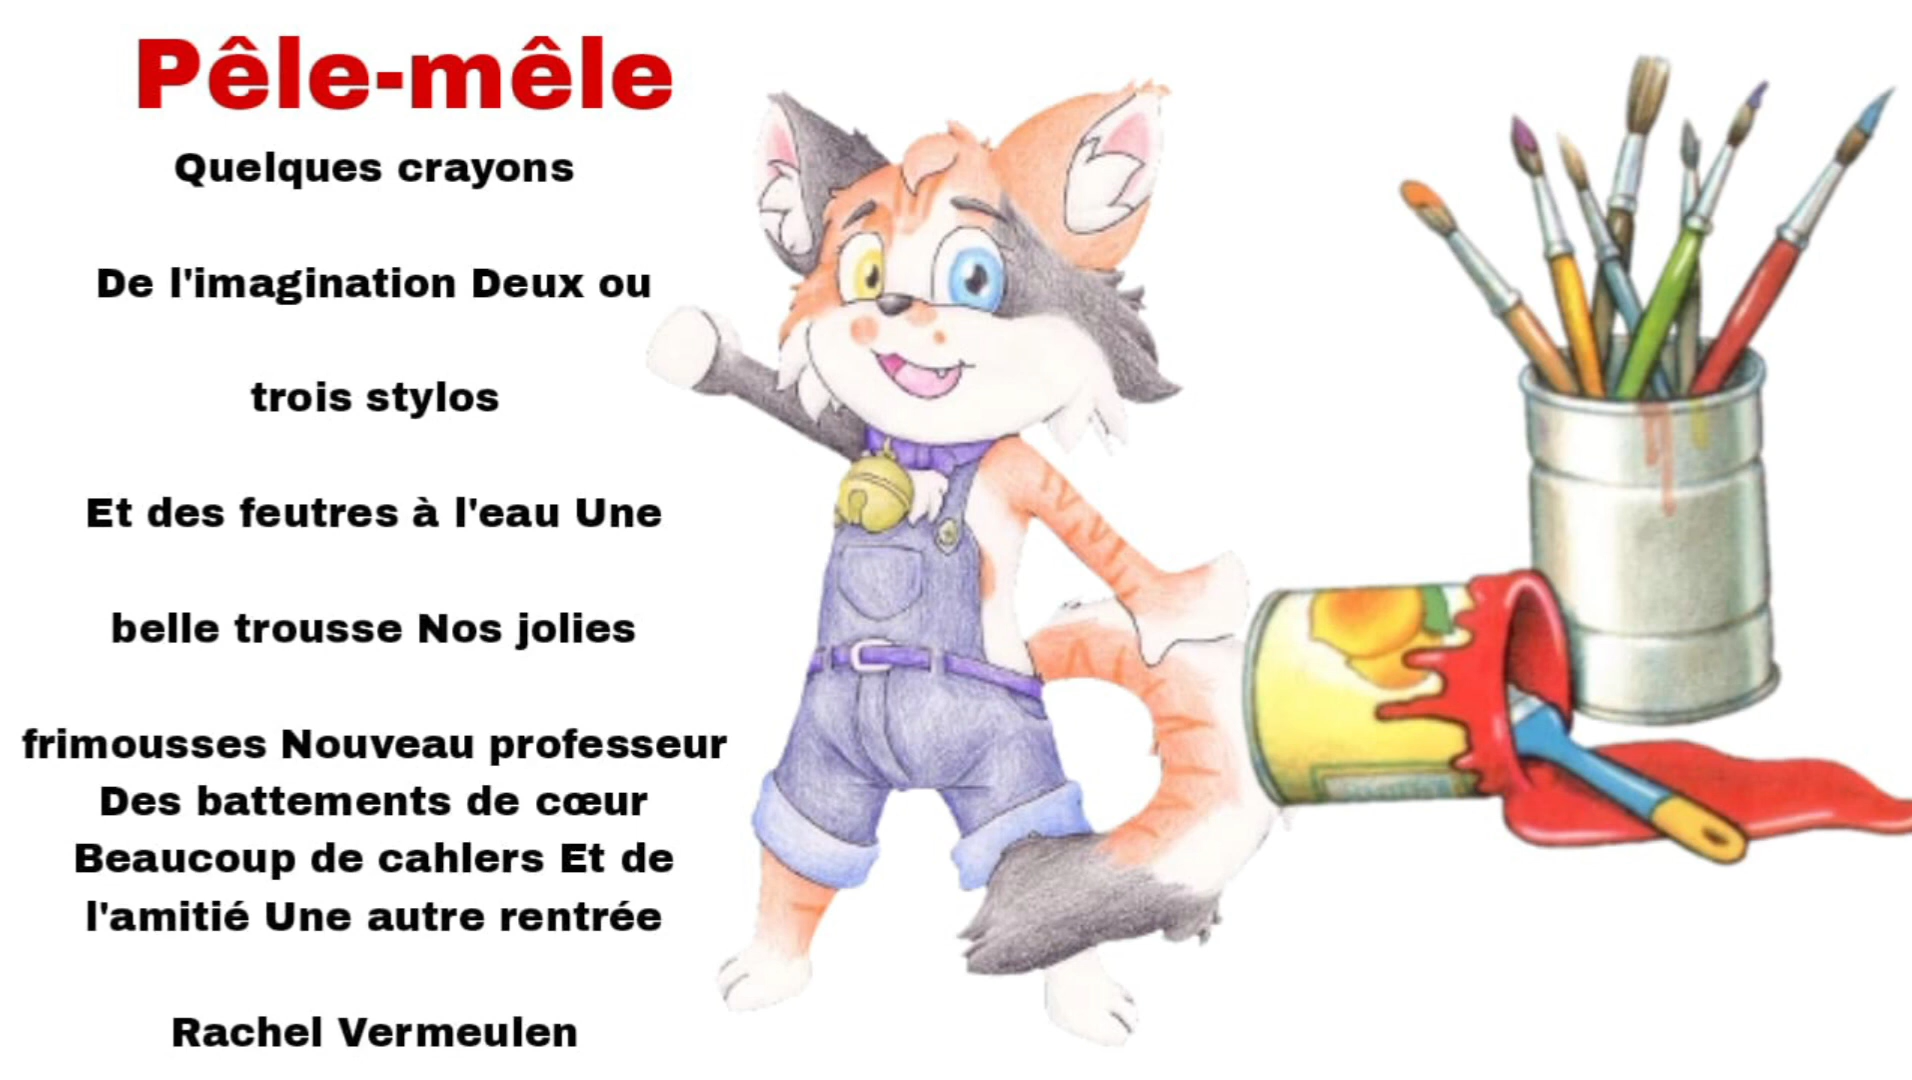 Pêle-mêle
Quelques crayons
De l'imagination Deux ou
trois stylos
Et des feutres à l'eau Une
belle trousse Nos jolies
frimousses Nouveau professeur
Des battements de cœur
Beaucoup de cahlers Et de
l'amitié Une autre rentrée
Rachel Vermeulen